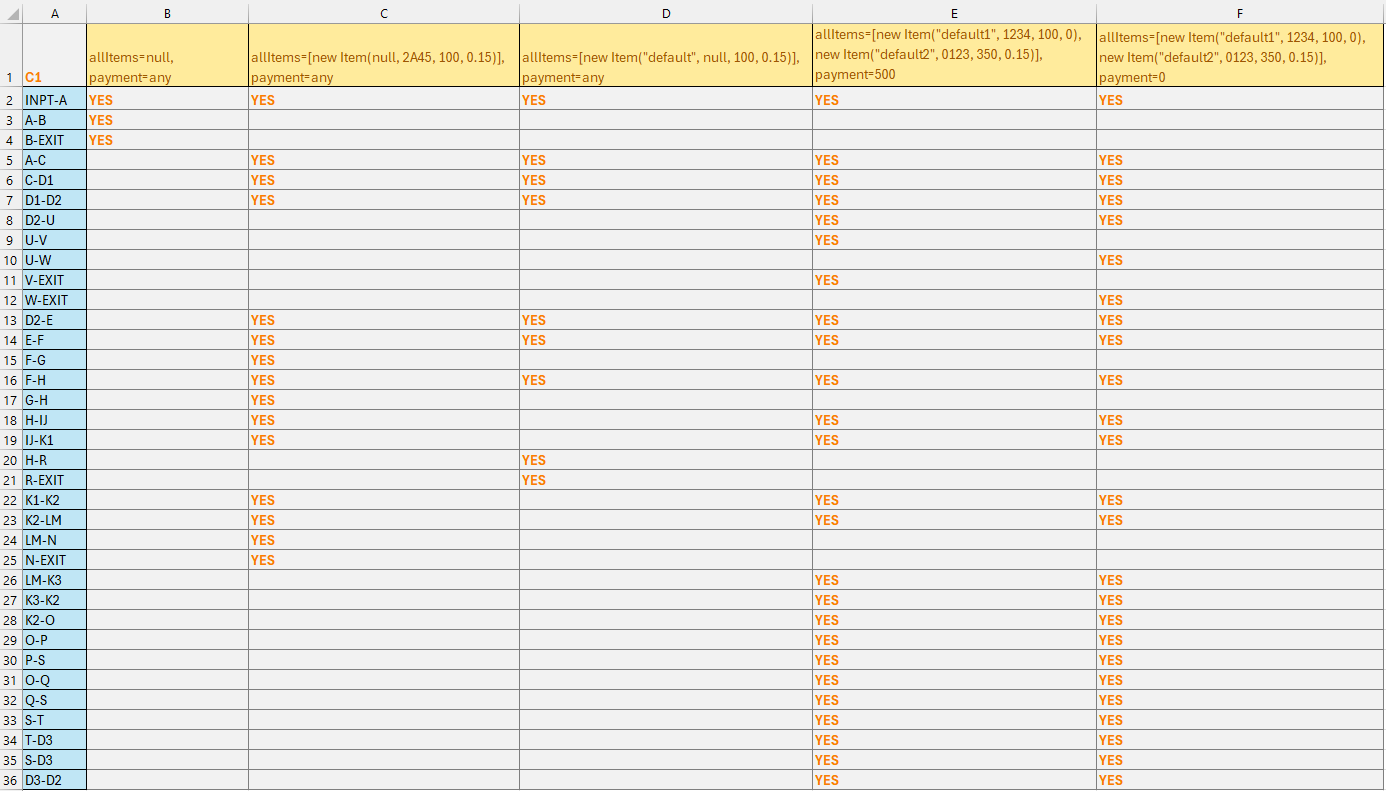 A B C D E F
allItems=null,
payment=any
allItems=[new Item(null, 2A45, 100, 0.15)],
payment=any
allItems=[new Item("default", null, 100, 0.15)],
payment=any
allItems=[new Item("default1", 1234, 100, 0),
new Item("default2", 0123, 350, 0.15)],
payment=500
allItems=[new Item("default1", 1234, 100, 0),
new Item("default2", 0123, 350, 0.15)],
payment=0
1 C1
2 INPT-A YES YES YES YES YES
3 A-B YES
4 B-EXIT YES
5 A-C YES YES YES YES
6 C-D1 YES YES YES YES
7 D1-D2 YES YES YES YES
8 D2-U YES YES
9 U-V YES
10 U-W YES
11 V-EXIT YES
12 W-EXIT YES
13 D2-E YES YES YES YES
14 E-F YES YES YES YES
15 F-G YES
16 F-H YES YES YES YES
17 G-H YES
18 H-IJ YES YES YES
19 IJ-K1 YES YES YES
20 H-R YES
21 R-EXIT YES
22 K1-K2 YES YES YES
23 K2-LM YES YES YES
24 LM-N YES
25 N-EXIT YES
26 LM-K3 YES YES
27 K3-K2 YES YES
28 K2-O YES YES
29 O-P YES YES
30 P-S YES YES
31 O-Q YES YES
32 Q-S YES YES
33 S-T YES YES
34 T-D3 YES YES
35 S-D3 YES YES
36 D3-D2 YES YES